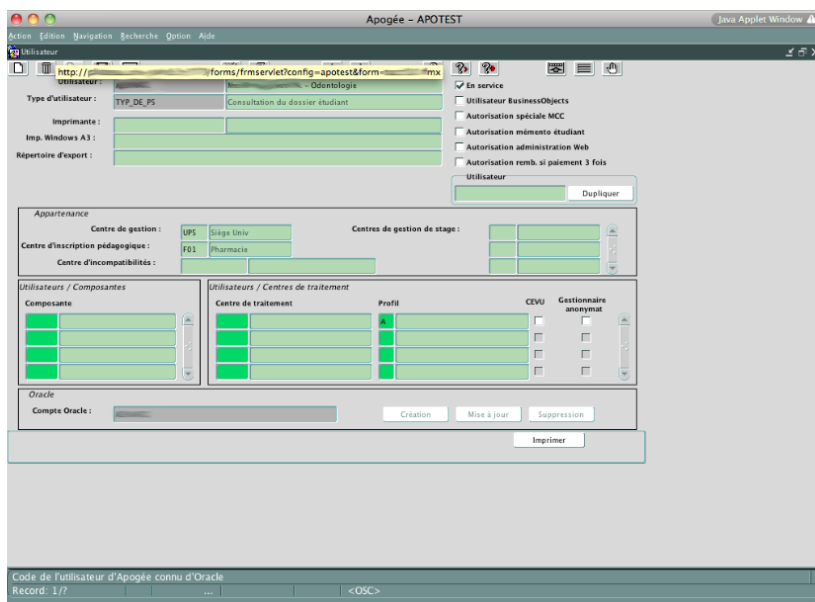 Apogée – APOTEST
Java Applet Window
Action Edition Navigation Recherche Option Aide
Utilisateur
http:// /forms/frmservlet?config=apotest&form= fmx
Utilisateur :
– Odontologie
En service
Type d'utilisateur :
TYP_DE_PS
Consultation du dossier étudiant
Utilisateur BusinessObjects
Autorisation spéciale MCC
Imprimante :
Autorisation mémento étudiant
Imp. Windows A3 :
Autorisation administration Web
Répertoire d'export :
Autorisation remb. si paiement 3 fois
Utilisateur
Dupliquer
Appartenance
Centre de gestion :
UPS
Siège Univ
Centres de gestion de stage :
Centre d'inscription pédagogique :
F01
Pharmacie
Centre d'incompatibilités :
Utilisateurs / Composantes
Utilisateurs / Centres de traitement
Composante
Centre de traitement
Profil
CEVU
Gestionnaire
anonymat
A
Oracle
Compte Oracle :
Création
Mise à jour
Suppression
Imprimer
Code de l'utilisateur d'Apogée connu d'Oracle
Record: 1/?
...
<OSC>